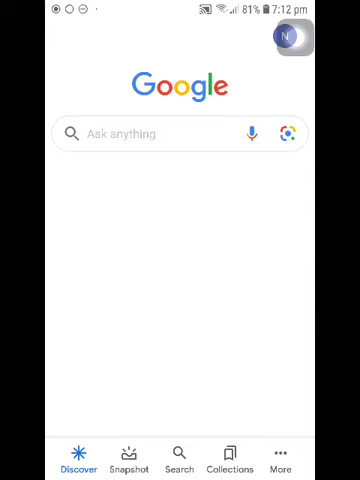 81% 7:12 pm
N
Google
Ask anything
Discover Snapshot Search Collections More